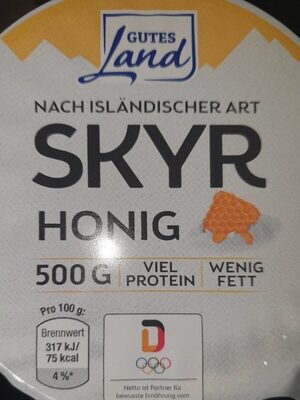 GUTES
Land
NACH ISLÄNDISCHER ART
SKYR
HONIG
500 G
VIEL
PROTEIN
WENIG
FETT
Pro 100 g:
Brennwert
317 kJ/
75 kcal
4 %*
D
Netto ist Partner für
bewusste Ernährung vom